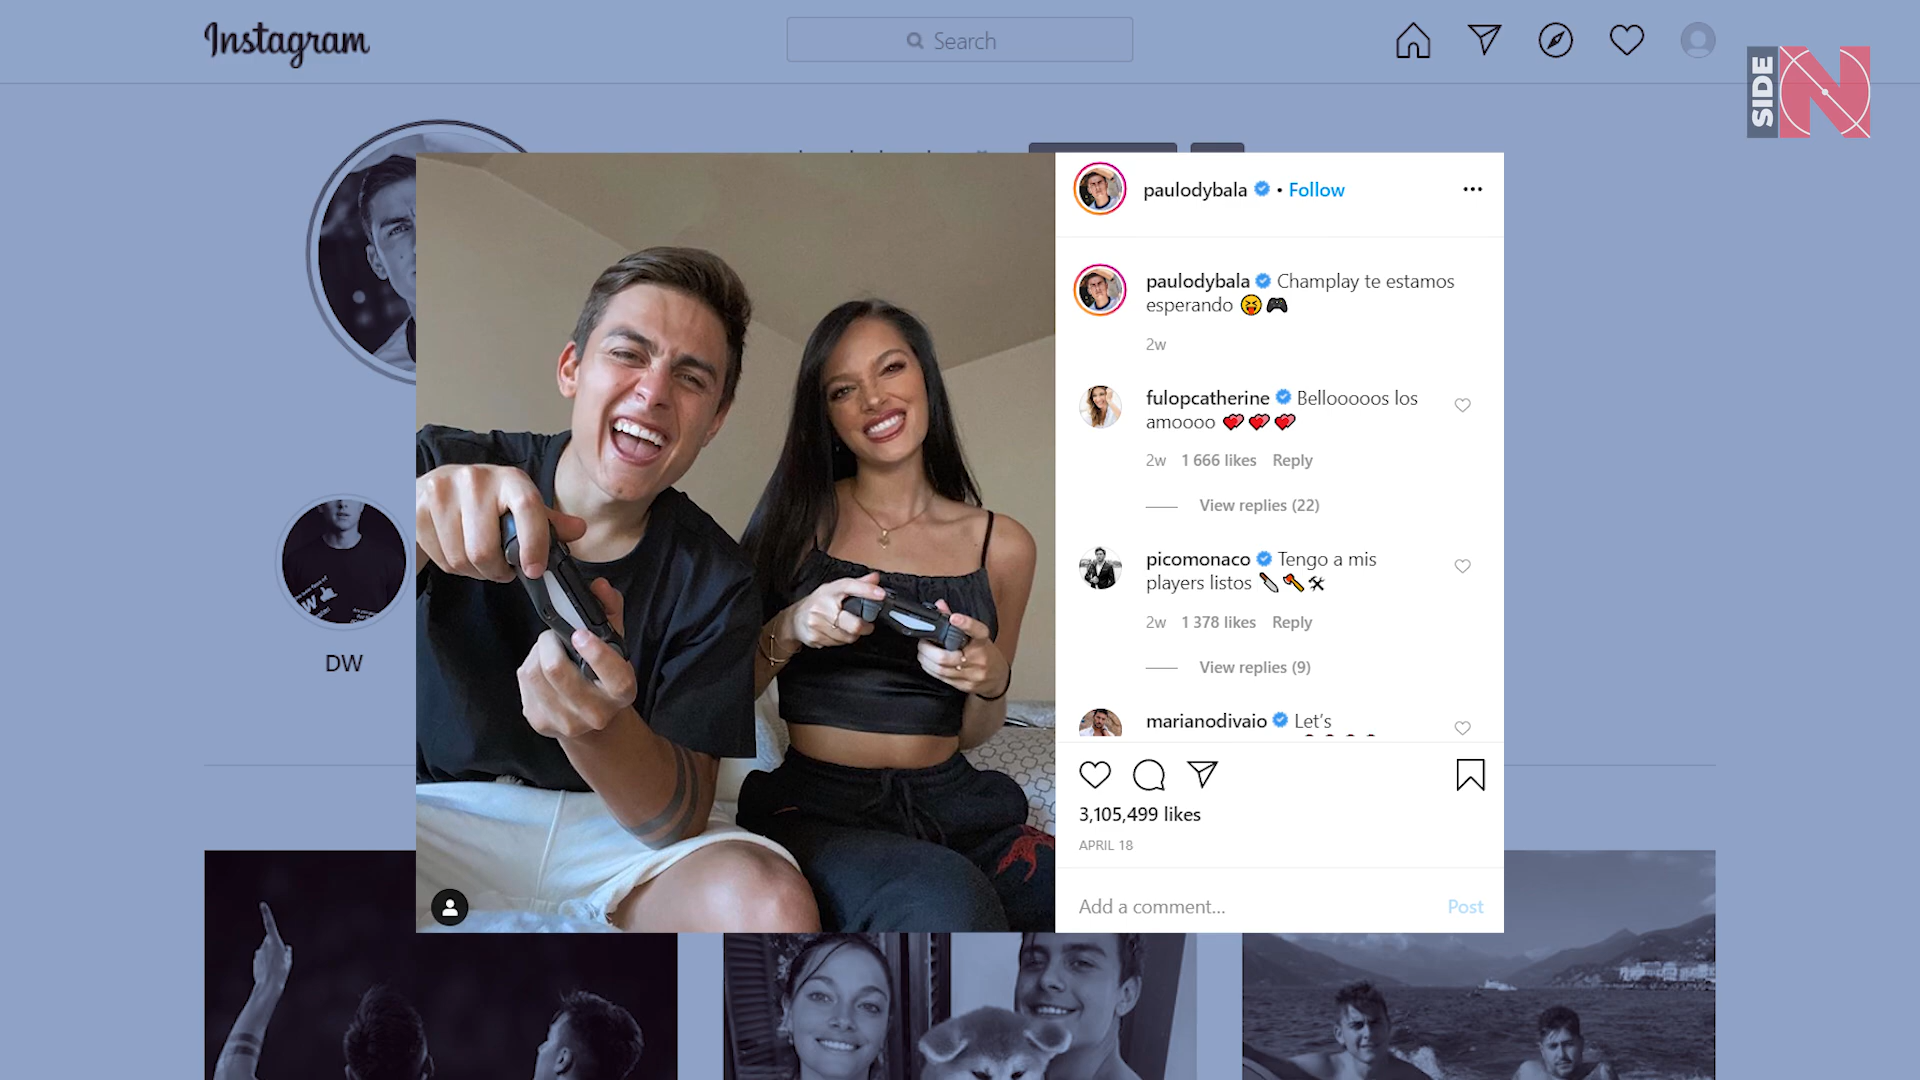 Instagram
Search
SIDE
N
paulodybala • Follow
paulodybala Champlay te estamos
esperando 😝🎮
2w
fulopcatherine Bellooooos los
amoooo 💕💕💕
2w 1 666 likes Reply
View replies (22)
picomonaco Tengo a mis
players listos 🔪🪓🛠
2w 1 378 likes Reply
View replies (9)
marianodivaio Let’s
3,105,499 likes
APRIL 18
Add a comment... Post
DW